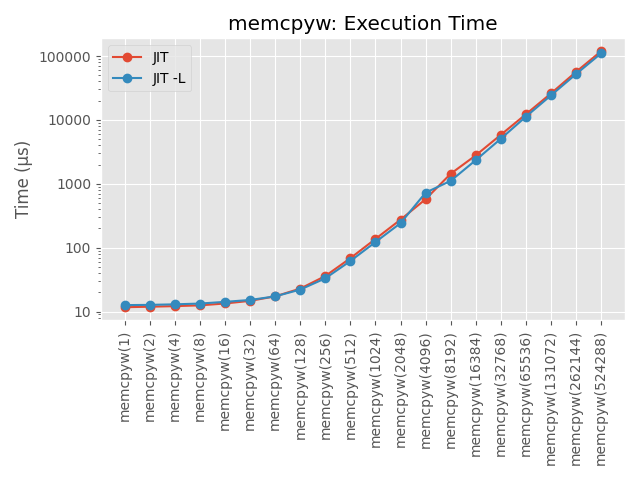 memcpyw: Execution Time
JIT
JIT -L
Time (µs)
100000
10000
1000
100
10
memcpyw(1)
memcpyw(2)
memcpyw(4)
memcpyw(8)
memcpyw(16)
memcpyw(32)
memcpyw(64)
memcpyw(128)
memcpyw(256)
memcpyw(512)
memcpyw(1024)
memcpyw(2048)
memcpyw(4096)
memcpyw(8192)
memcpyw(16384)
memcpyw(32768)
memcpyw(65536)
memcpyw(131072)
memcpyw(262144)
memcpyw(524288)